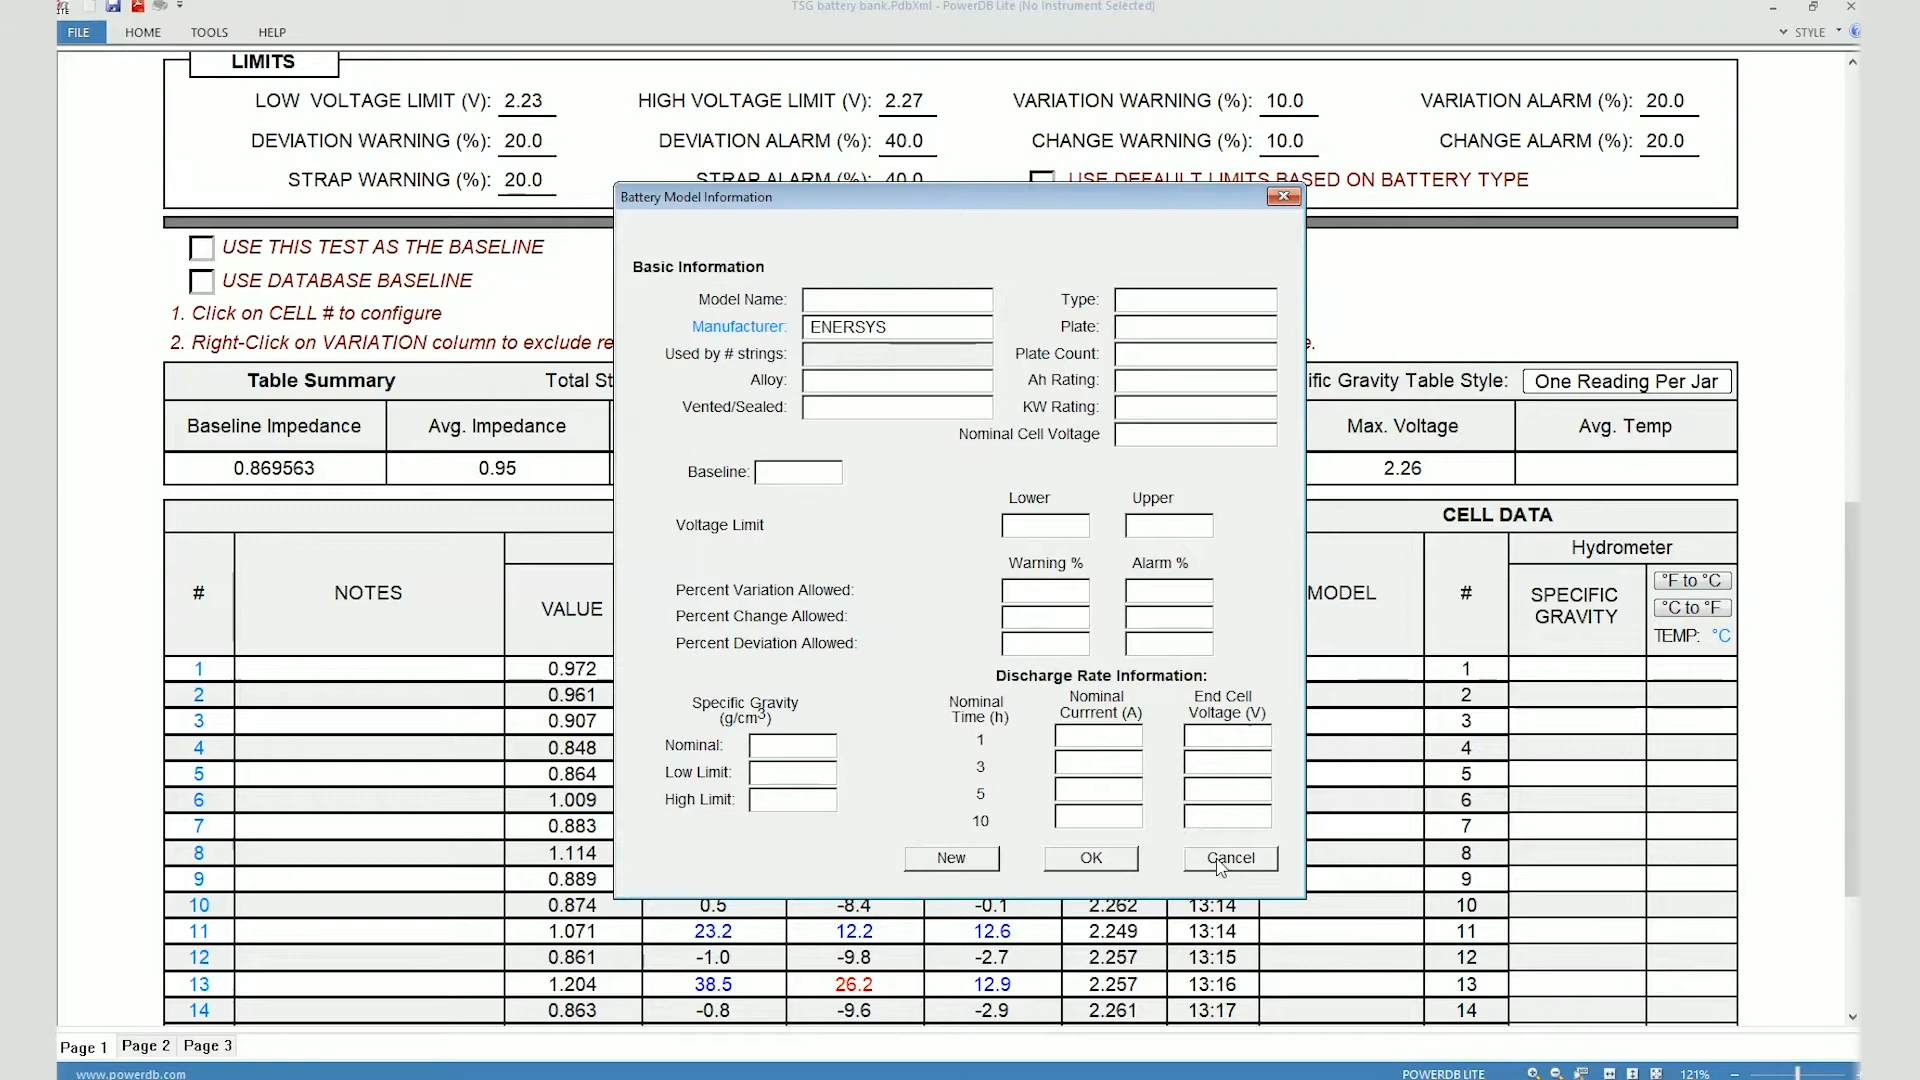 TSG battery bank.PdbXml - PowerDB Lite (No Instrument Selected)
FILE HOME TOOLS HELP STYLE
LIMITS
LOW VOLTAGE LIMIT (V): 2.23 HIGH VOLTAGE LIMIT (V): 2.27 VARIATION WARNING (%): 10.0 VARIATION ALARM (%): 20.0
DEVIATION WARNING (%): 20.0 DEVIATION ALARM (%): 40.0 CHANGE WARNING (%): 10.0 CHANGE ALARM (%): 20.0
STRAP WARNING (%): 20.0 STRAP ALARM (%): 40.0 USE DEFAULT LIMITS BASED ON BATTERY TYPE
USE THIS TEST AS THE BASELINE
USE DATABASE BASELINE
1. Click on CELL # to configure
2. Right-Click on VARIATION column to exclude re
Table Summary Total St
ific Gravity Table Style: One Reading Per Jar
Baseline Impedance Avg. Impedance Max. Voltage Avg. Temp
0.869563 0.95 2.26
CELL DATA
Hydrometer
# NOTES VALUE MODEL # SPECIFIC GRAVITY °F to °C
°C to °F
TEMP: °C
1 0.972 1
2 0.961 2
3 0.907 3
4 0.848 4
5 0.864 5
6 1.009 6
7 0.883 7
8 1.114 8
9 0.889 9
10 0.874 0.5 -8.4 -0.1 2.262 13:14 10
11 1.071 23.2 12.2 12.6 2.249 13:14 11
12 0.861 -1.0 -9.8 -2.7 2.257 13:15 12
13 1.204 38.5 26.2 12.9 2.257 13:16 13
14 0.863 -0.8 -9.6 -2.9 2.261 13:17 14
Battery Model Information
Basic Information
Model Name: Type:
Manufacturer: ENERSYS Plate:
Used by # strings: Plate Count:
Alloy: Ah Rating:
Vented/Sealed: KW Rating:
Nominal Cell Voltage
Baseline:
Lower Upper
Voltage Limit
Warning % Alarm %
Percent Variation Allowed:
Percent Change Allowed:
Percent Deviation Allowed:
Discharge Rate Information:
Specific Gravity (g/cm3) Nominal Time (h) Nominal Currrent (A) End Cell Voltage (V)
Nominal: 1
Low Limit: 3
High Limit: 5
10
New OK Cancel
Page 1 Page 2 Page 3
www.powerdb.com POWERDB LITE 121%